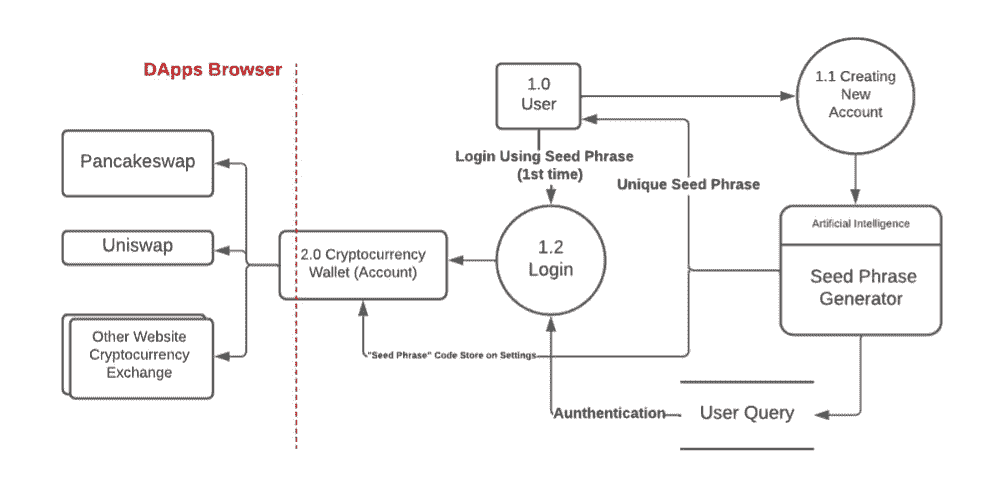 DApps Browser
1.0
User
1.1 Creating
New
Account
Pancakeswap
Login Using Seed Phrase
(1st time)
Unique Seed Phrase
Artificial Intelligence
Seed Phrase
Generator
Uniswap
2.0 Cryptocurrency
Wallet (Account)
1.2
Login
Other Website
Cryptocurrency
Exchange
"Seed Phrase" Code Store on Settings
Aunthentication
User Query